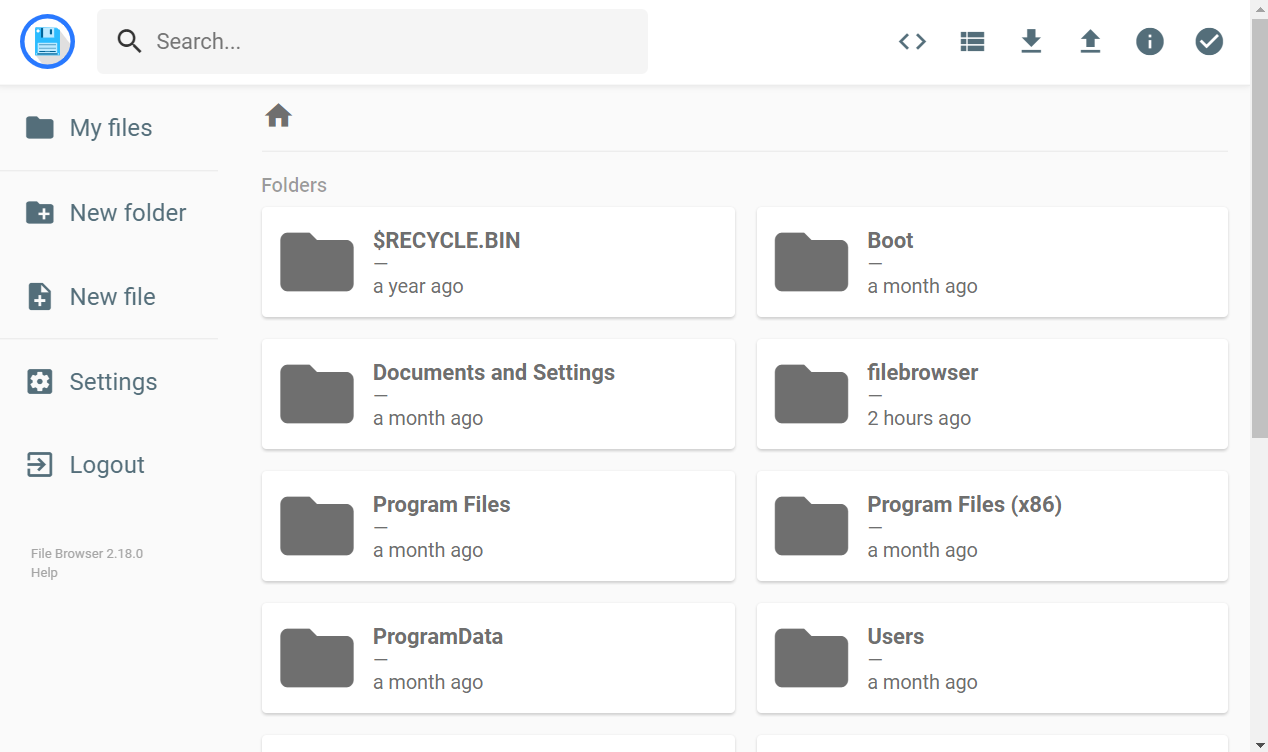 Search...
My files
New folder
New file
Settings
Logout
File Browser 2.18.0
Help
Folders
$RECYCLE.BIN
—
a year ago
Boot
—
a month ago
Documents and Settings
—
a month ago
filebrowser
—
2 hours ago
Program Files
—
a month ago
Program Files (x86)
—
a month ago
ProgramData
—
a month ago
Users
—
a month ago